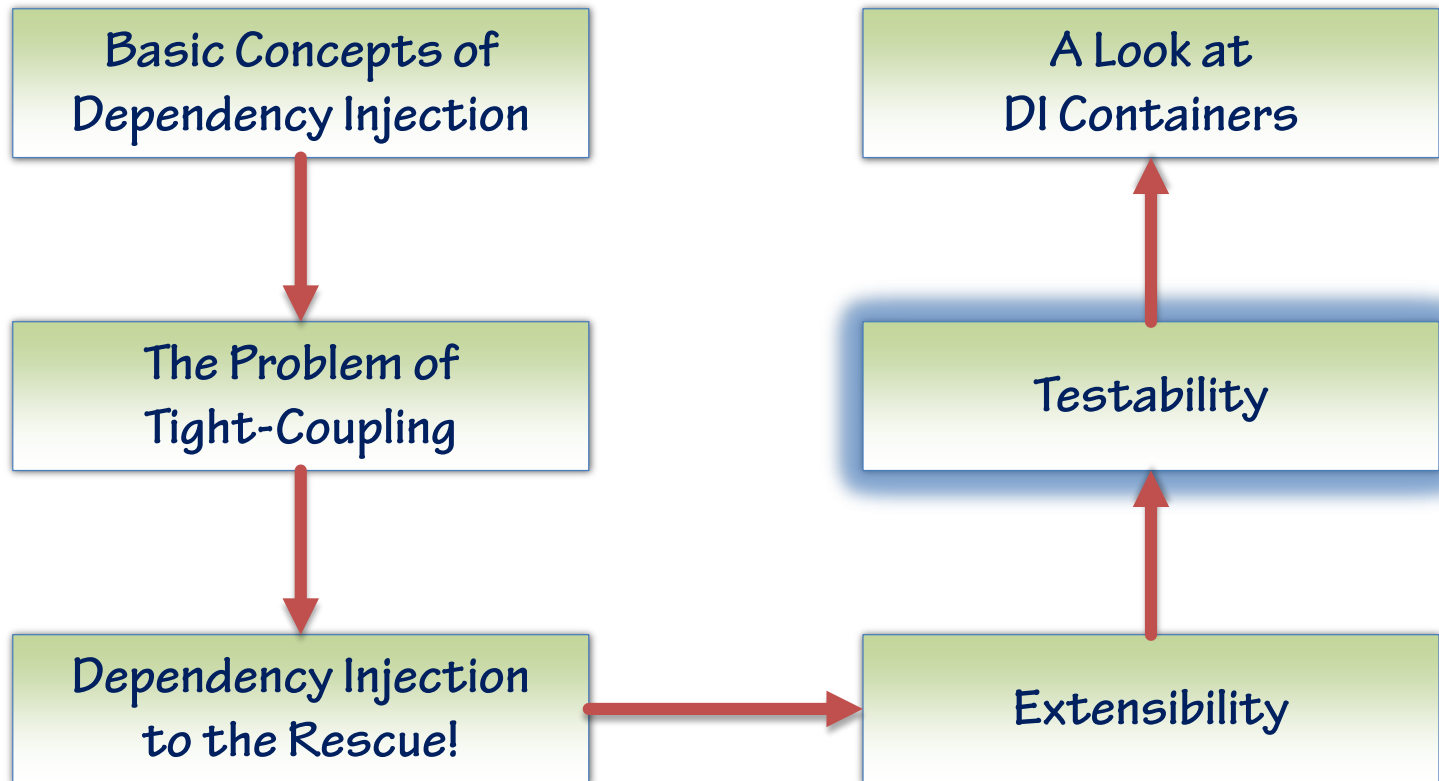 Basic Concepts of
Dependency Injection
The Problem of
Tight-Coupling
Dependency Injection
to the Rescue!
Extensibility
Testability
A Look at
DI Containers